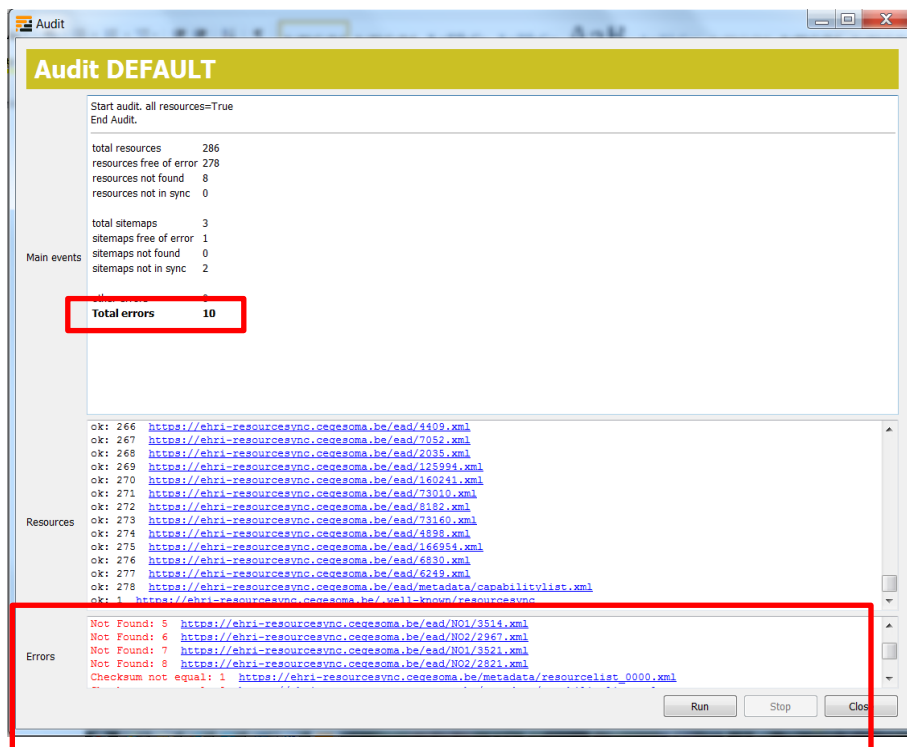 Audit
Audit DEFAULT
Start audit. all resources=True
End Audit.
total resources 286
resources free of error 278
resources not found 8
resources not in sync 0
total sitemaps 3
sitemaps free of error 1
Main events
sitemaps not found 0
sitemaps not in sync 2
Total errors 10
ok: 266 https://ehri-resourcesync.cegesoma.be/ead/4409.xml
ok: 267 https://ehri-resourcesync.cegesoma.be/ead/7052.xml
ok: 268 https://ehri-resourcesync.cegesoma.be/ead/2035.xml
ok: 269 https://ehri-resourcesync.cegesoma.be/ead/125994.xml
ok: 270 https://ehri-resourcesync.cegesoma.be/ead/160241.xml
ok: 271 https://ehri-resourcesync.cegesoma.be/ead/73010.xml
ok: 272 https://ehri-resourcesync.cegesoma.be/ead/8182.xml
Resources
ok: 273 https://ehri-resourcesync.cegesoma.be/ead/73160.xml
ok: 274 https://ehri-resourcesync.cegesoma.be/ead/4898.xml
ok: 275 https://ehri-resourcesync.cegesoma.be/ead/166954.xml
ok: 276 https://ehri-resourcesync.cegesoma.be/ead/6830.xml
ok: 277 https://ehri-resourcesync.cegesoma.be/ead/6249.xml
ok: 278 https://ehri-resourcesync.cegesoma.be/ead/metadata/capabilitylist.xml
ok: 1 https://ehri-resourcesync.cegesoma.be/.well-known/resourcesync
Not Found: 5 https://ehri-resourcesync.cegesoma.be/ead/NO1/3514.xml
Not Found: 6 https://ehri-resourcesync.cegesoma.be/ead/NO2/2967.xml
Errors
Not Found: 7 https://ehri-resourcesync.cegesoma.be/ead/NO1/3521.xml
Not Found: 8 https://ehri-resourcesync.cegesoma.be/ead/NO2/2821.xml
Checksum not equal: 1 https://ehri-resourcesync.cegesoma.be/metadata/resourcelist_0000.xml
Run Stop Clos